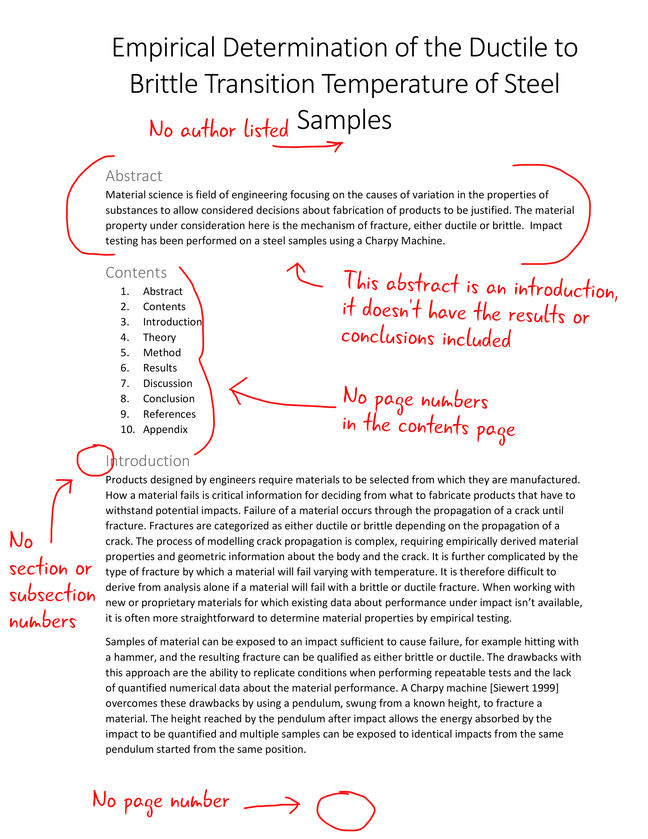 Empirical Determination of the Ductile to
Brittle Transition Temperature of Steel
Samples
No author listed
Abstract
Material science is field of engineering focusing on the causes of variation in the properties of
substances to allow considered decisions about fabrication of products to be justified. The material
property under consideration here is the mechanism of fracture, either ductile or brittle.  Impact
testing has been performed on a steel samples using a Charpy Machine.
This abstract is an introduction,
it doesn't have the results or
conclusions included
Contents
1. Abstract
2. Contents
3. Introduction
4. Theory
5. Method
6. Results
7. Discussion
8. Conclusion
9. References
10. Appendix
No page numbers
in the contents page
Introduction
No
section or
subsection
numbers
Products designed by engineers require materials to be selected from which they are manufactured.
How a material fails is critical information for deciding from what to fabricate products that have to
withstand potential impacts. Failure of a material occurs through the propagation of a crack until
fracture. Fractures are categorized as either ductile or brittle depending on the propagation of a
crack. The process of modelling crack propagation is complex, requiring empirically derived material
properties and geometric information about the body and the crack. It is further complicated by the
type of fracture by which a material will fail varying with temperature. It is therefore difficult to
derive from analysis alone if a material will fail with a brittle or ductile fracture. When working with
new or proprietary materials for which existing data about performance under impact isn't available,
it is often more straightforward to determine material properties by empirical testing.
Samples of material can be exposed to an impact sufficient to cause failure, for example hitting with
a hammer, and the resulting fracture can be qualified as either brittle or ductile. The drawbacks with
this approach are the ability to replicate conditions when performing repeatable tests and the lack
of quantified numerical data about the material performance. A Charpy machine [Siewert 1999]
overcomes these drawbacks by using a pendulum, swung from a known height, to fracture a
material. The height reached by the pendulum after impact allows the energy absorbed by the
impact to be quantified and multiple samples can be exposed to identical impacts from the same
pendulum started from the same position.
No page number